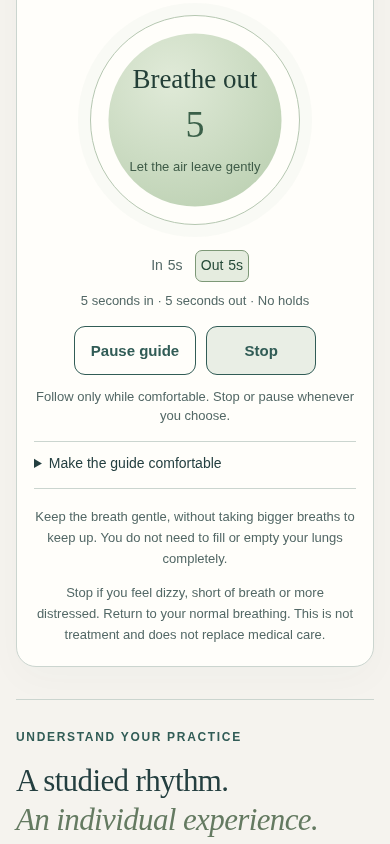 Breathe out
5
Let the air leave gently
In 5s Out 5s
5 seconds in · 5 seconds out · No holds
Pause guide Stop
Follow only while comfortable. Stop or pause whenever
you choose.
Make the guide comfortable
Keep the breath gentle, without taking bigger breaths to
keep up. You do not need to fill or empty your lungs
completely.
Stop if you feel dizzy, short of breath or more
distressed. Return to your normal breathing. This is not
treatment and does not replace medical care.
UNDERSTAND YOUR PRACTICE
A studied rhythm.
An individual experience.